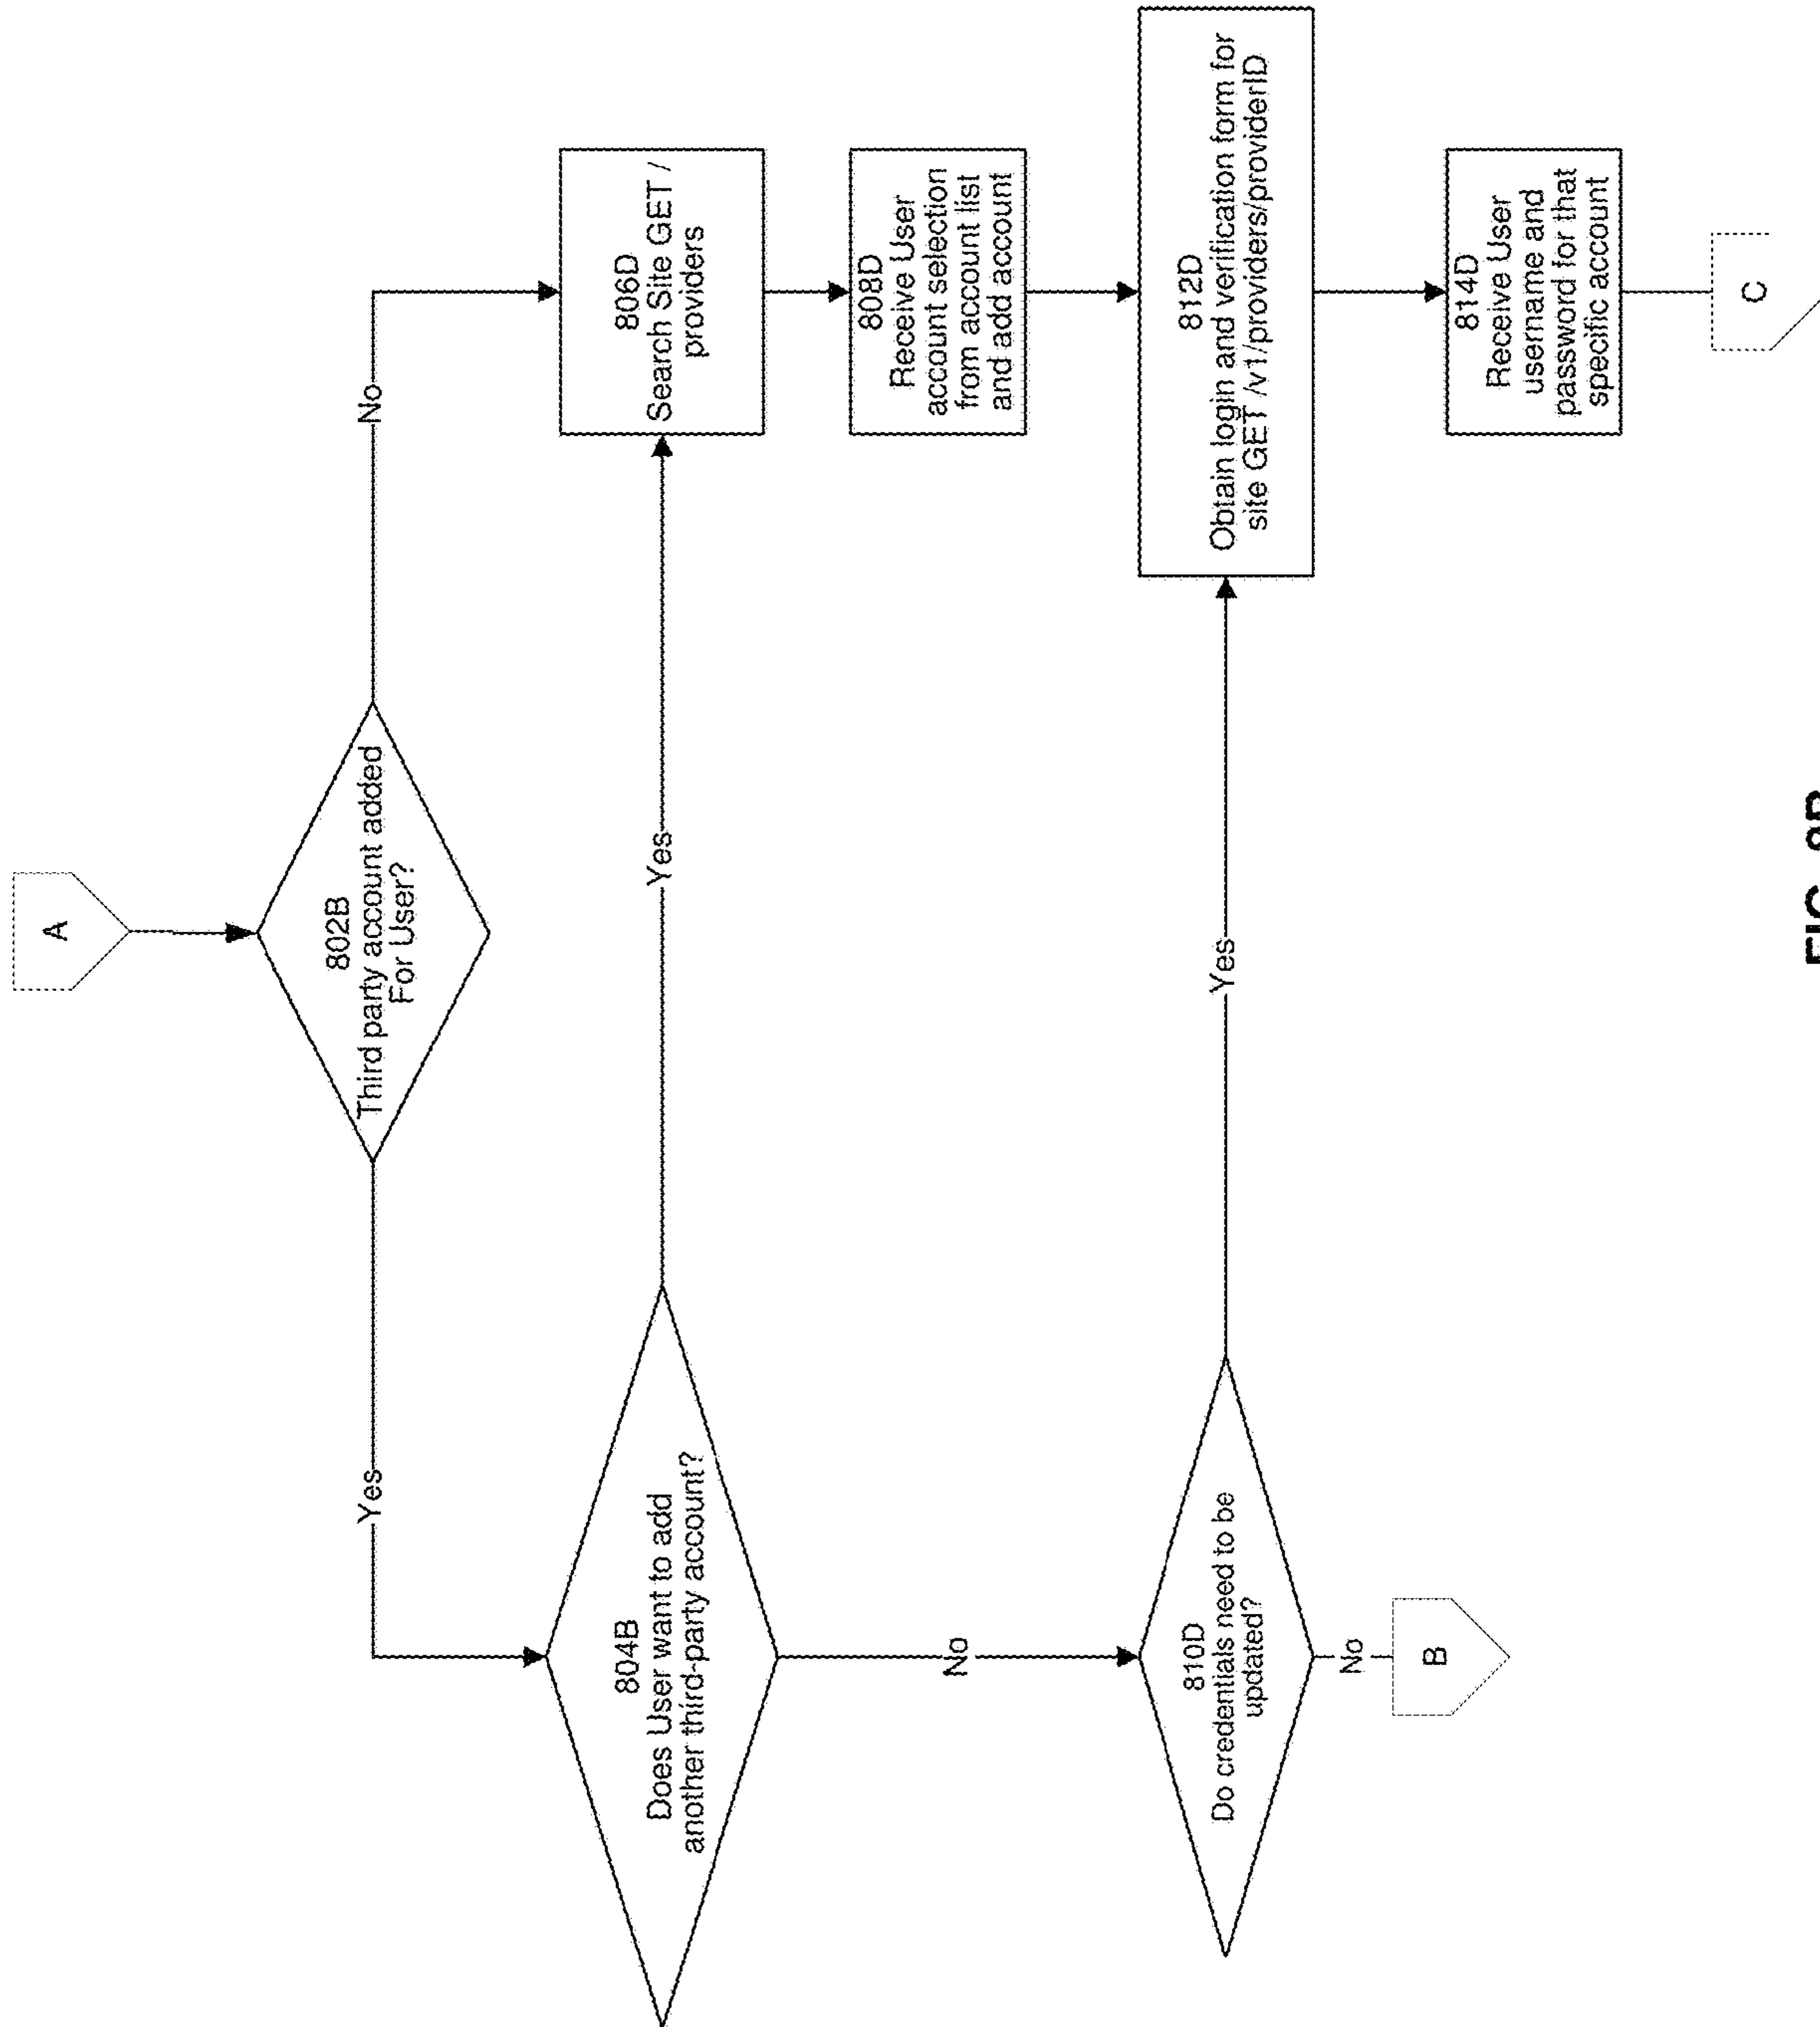 A
802B
Third party account added
For User?
Yes
No
804B
Does User want to add
another third-party account?
Yes
806D
Search Site GET /
providers
808D
Receive User
account selection
from account list
and add account
No
810D
Do credentials need to be
updated?
Yes
812D
Obtain login and verification form for
site GET /v1/providers/providerID
No
B
814D
Receive User
username and
password for that
specific account
C
FIG.